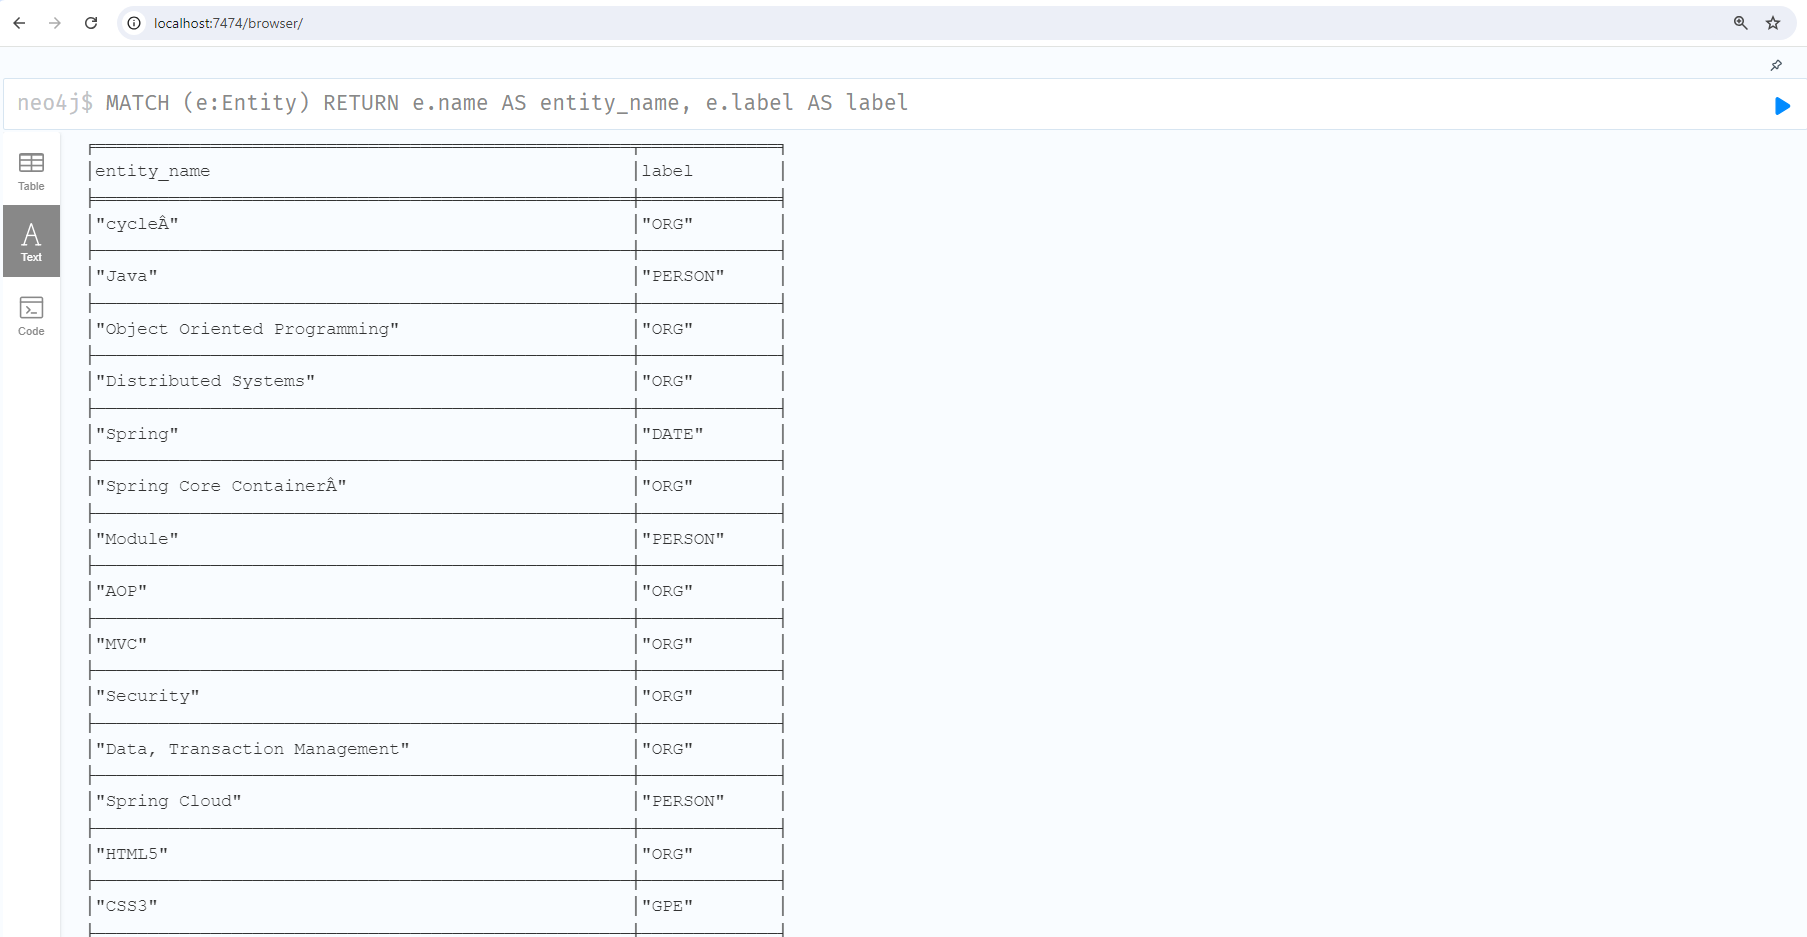 localhost:7474/browser/
neo4j$ MATCH (e:Entity) RETURN e.name AS entity_name, e.label AS label
Table
Text
Code
entity_name label
"cycleÂ" "ORG"
"Java" "PERSON"
"Object Oriented Programming" "ORG"
"Distributed Systems" "ORG"
"Spring" "DATE"
"Spring Core ContainerÂ" "ORG"
"Module" "PERSON"
"AOP" "ORG"
"MVC" "ORG"
"Security" "ORG"
"Data, Transaction Management" "ORG"
"Spring Cloud" "PERSON"
"HTML5" "ORG"
"CSS3" "GPE"